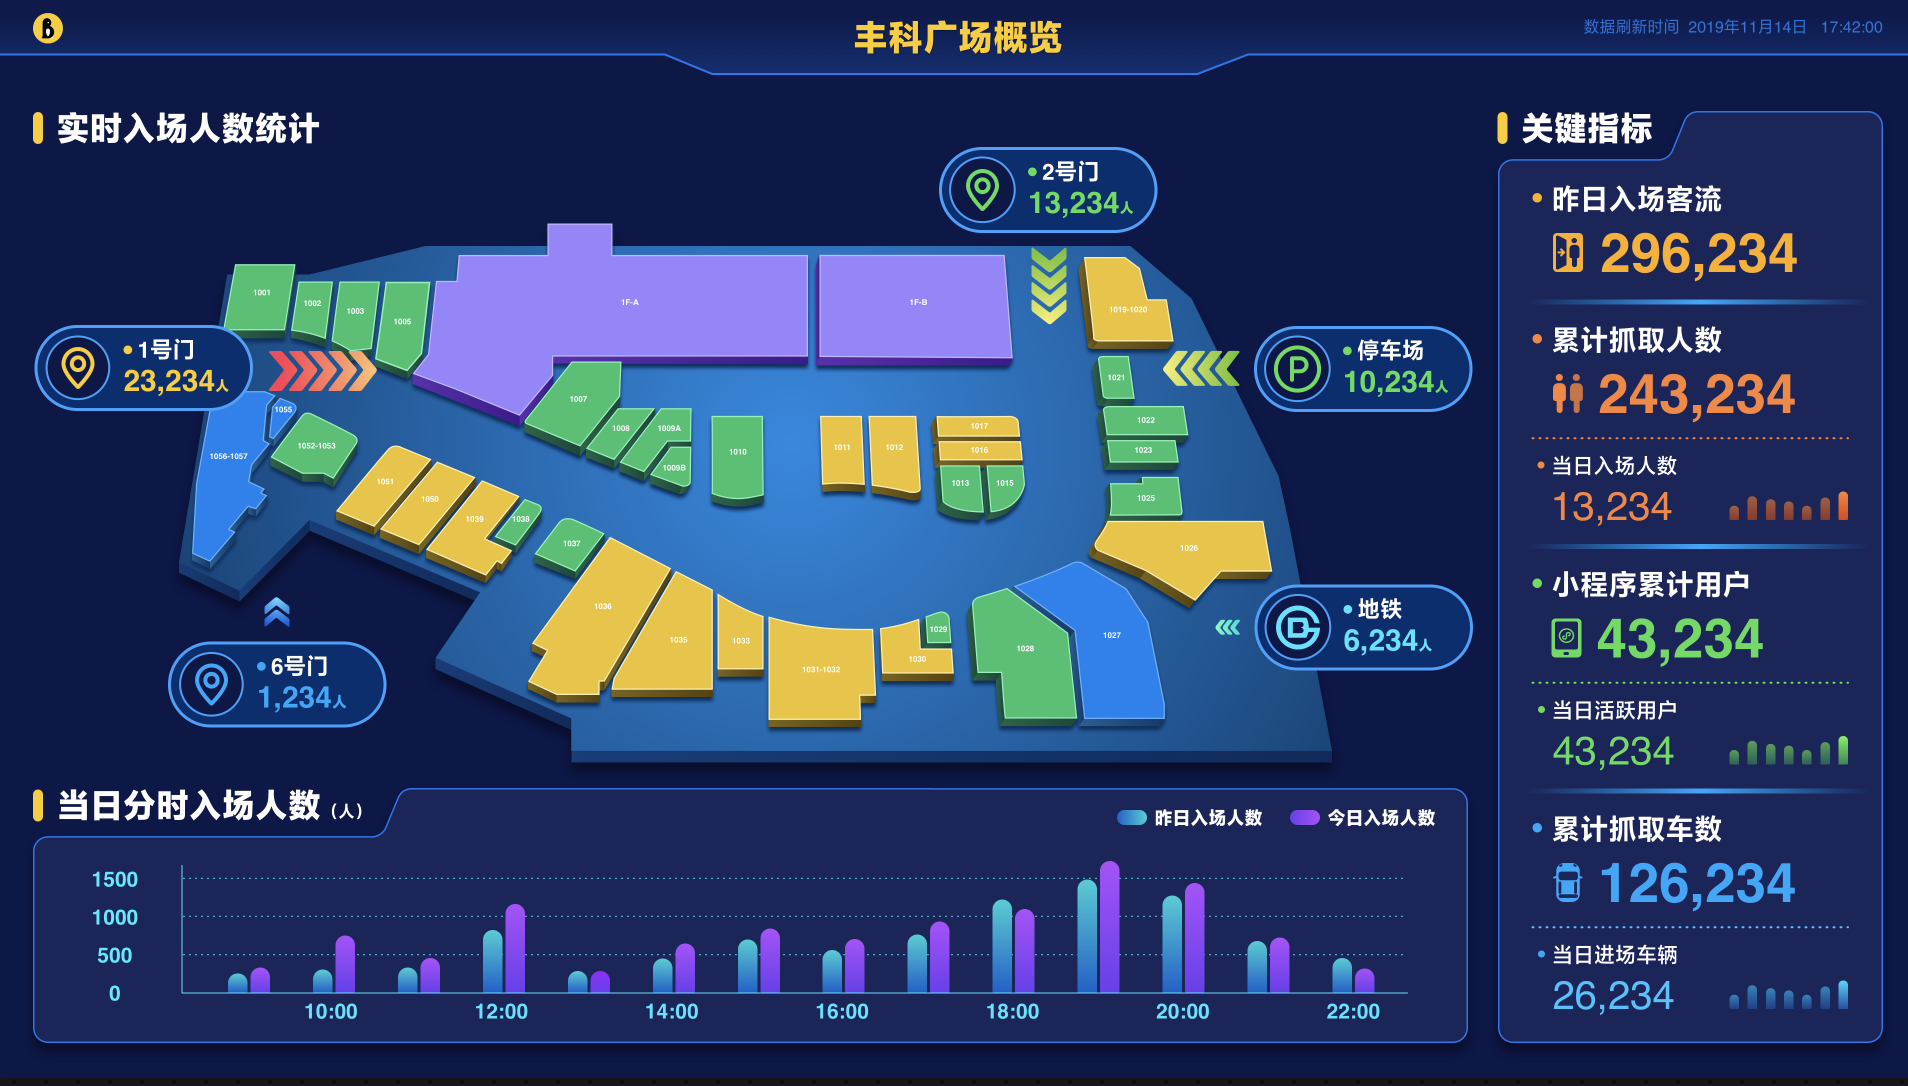 丰科广场概览
数据刷新时间 2019年11月14日 17:42:00
实时入场人数统计
2号门
13,234人
1号门
23,234人
停车场
10,234人
地铁
6,234人
6号门
1,234人
1001
1002
1003
1005
1F-A
1F-B
1019-1020
1021
1022
1023
1025
1026
1007
1008
1009A
1009B
1010
1011
1012
1017
1016
1013
1015
1055
1056-1057
1052-1053
1051
1050
1039
1038
1037
1036
1035
1033
1031-1032
1030
1029
1028
1027
当日分时入场人数 (人)
昨日入场人数
今日入场人数
1500
1000
500
0
10:00
12:00
14:00
16:00
18:00
20:00
22:00
关键指标
昨日入场客流
296,234
累计抓取人数
243,234
当日入场人数
13,234
小程序累计用户
43,234
当日活跃用户
43,234
累计抓取车数
126,234
当日进场车辆
26,234